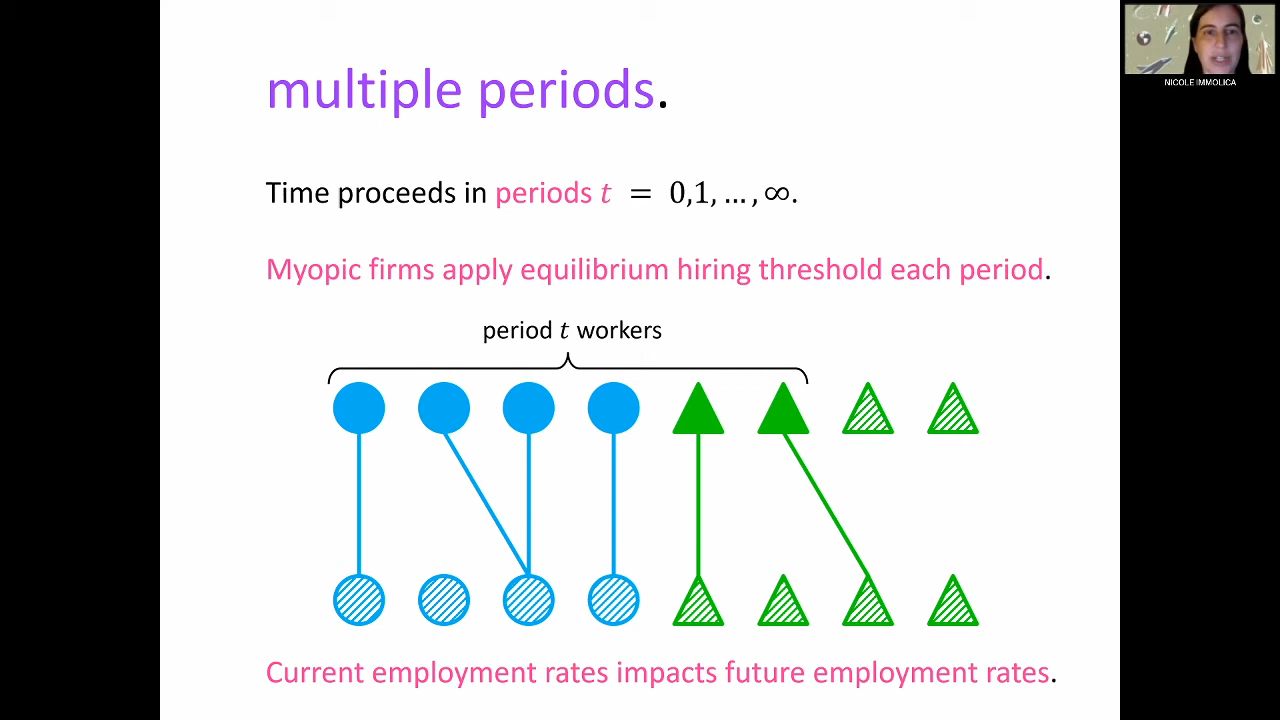 multiple periods.
NICOLE IMMOLICA
Time proceeds in periods t = 0,1, … , ∞.
Myopic firms apply equilibrium hiring threshold each period.
period t workers
Current employment rates impacts future employment rates.